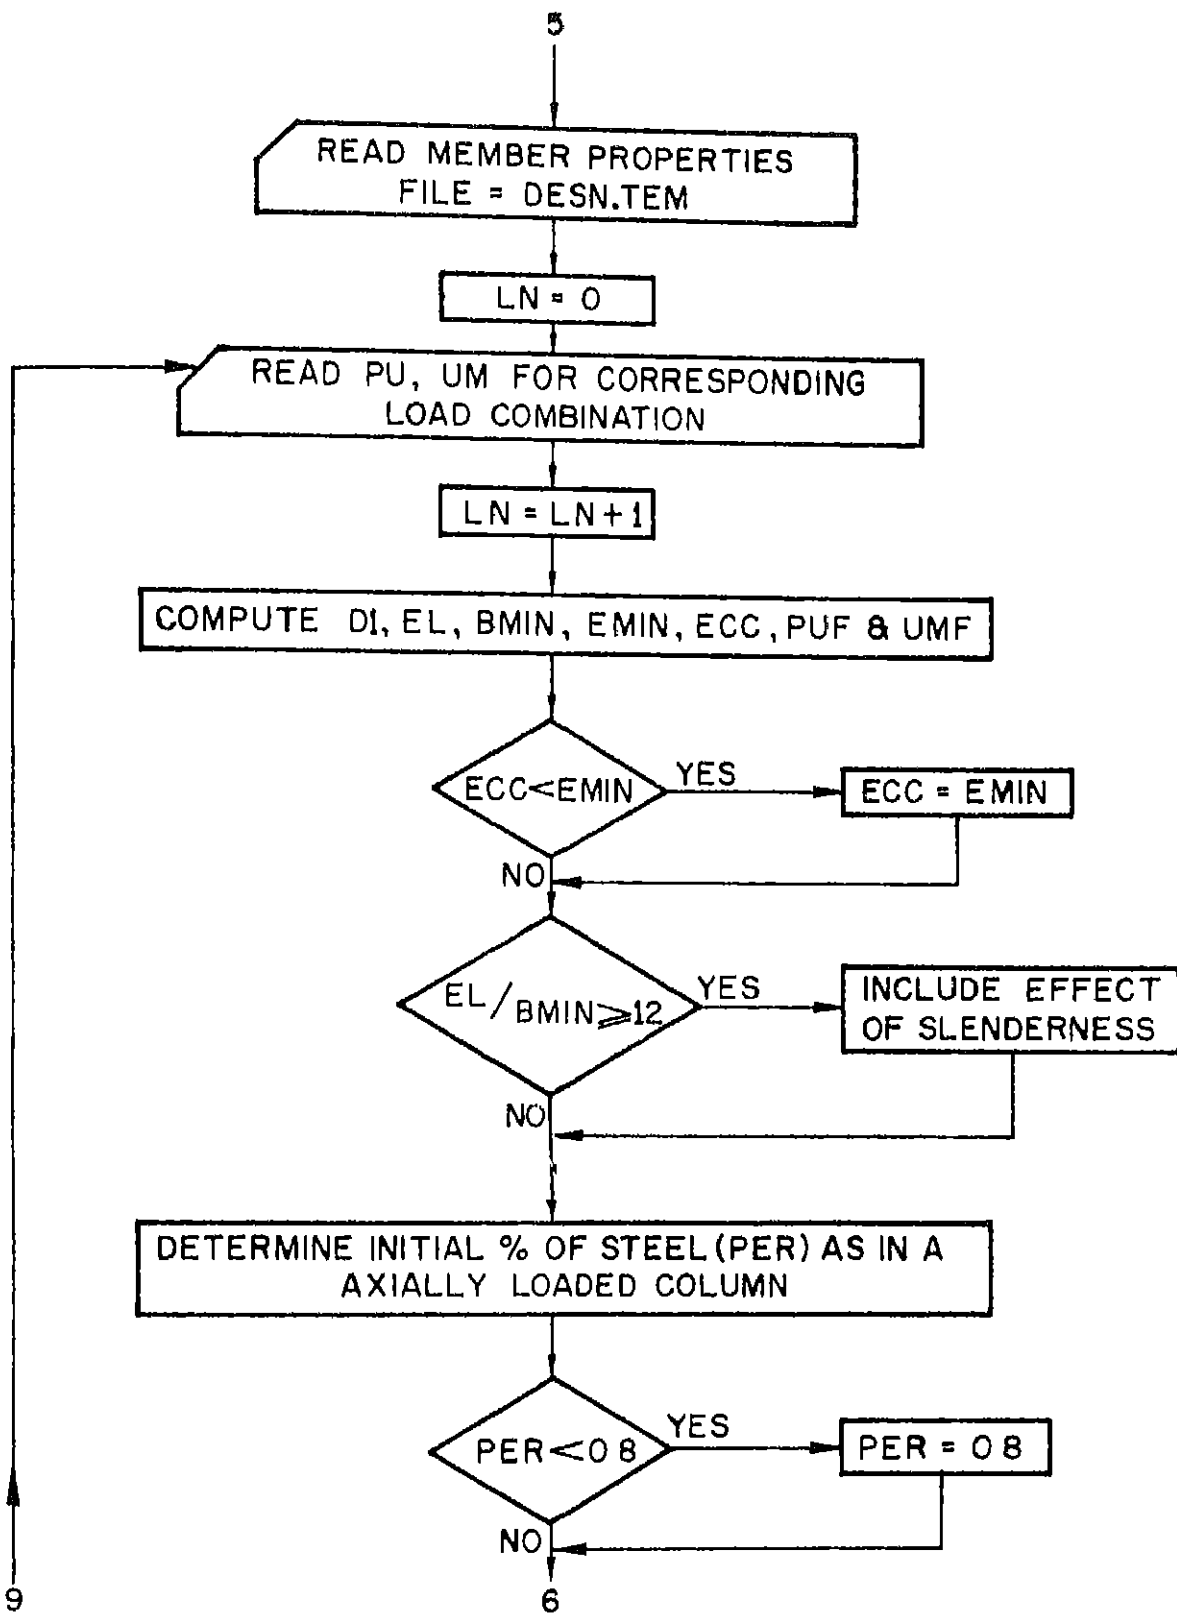 5
READ MEMBER PROPERTIES
FILE = DESN.TEM
LN = 0
READ PU, UM FOR CORRESPONDING
LOAD COMBINATION
LN = LN + 1
COMPUTE D1, EL, BMIN, EMIN, ECC, PUF & UMF
ECC<EMIN
YES
ECC = EMIN
NO
EL/BMIN⩾12
YES
INCLUDE EFFECT
OF SLENDERNESS
NO
DETERMINE INITIAL % OF STEEL (PER) AS IN A
AXIALLY LOADED COLUMN
PER<0 8
YES
PER = 0 8
NO
9
6